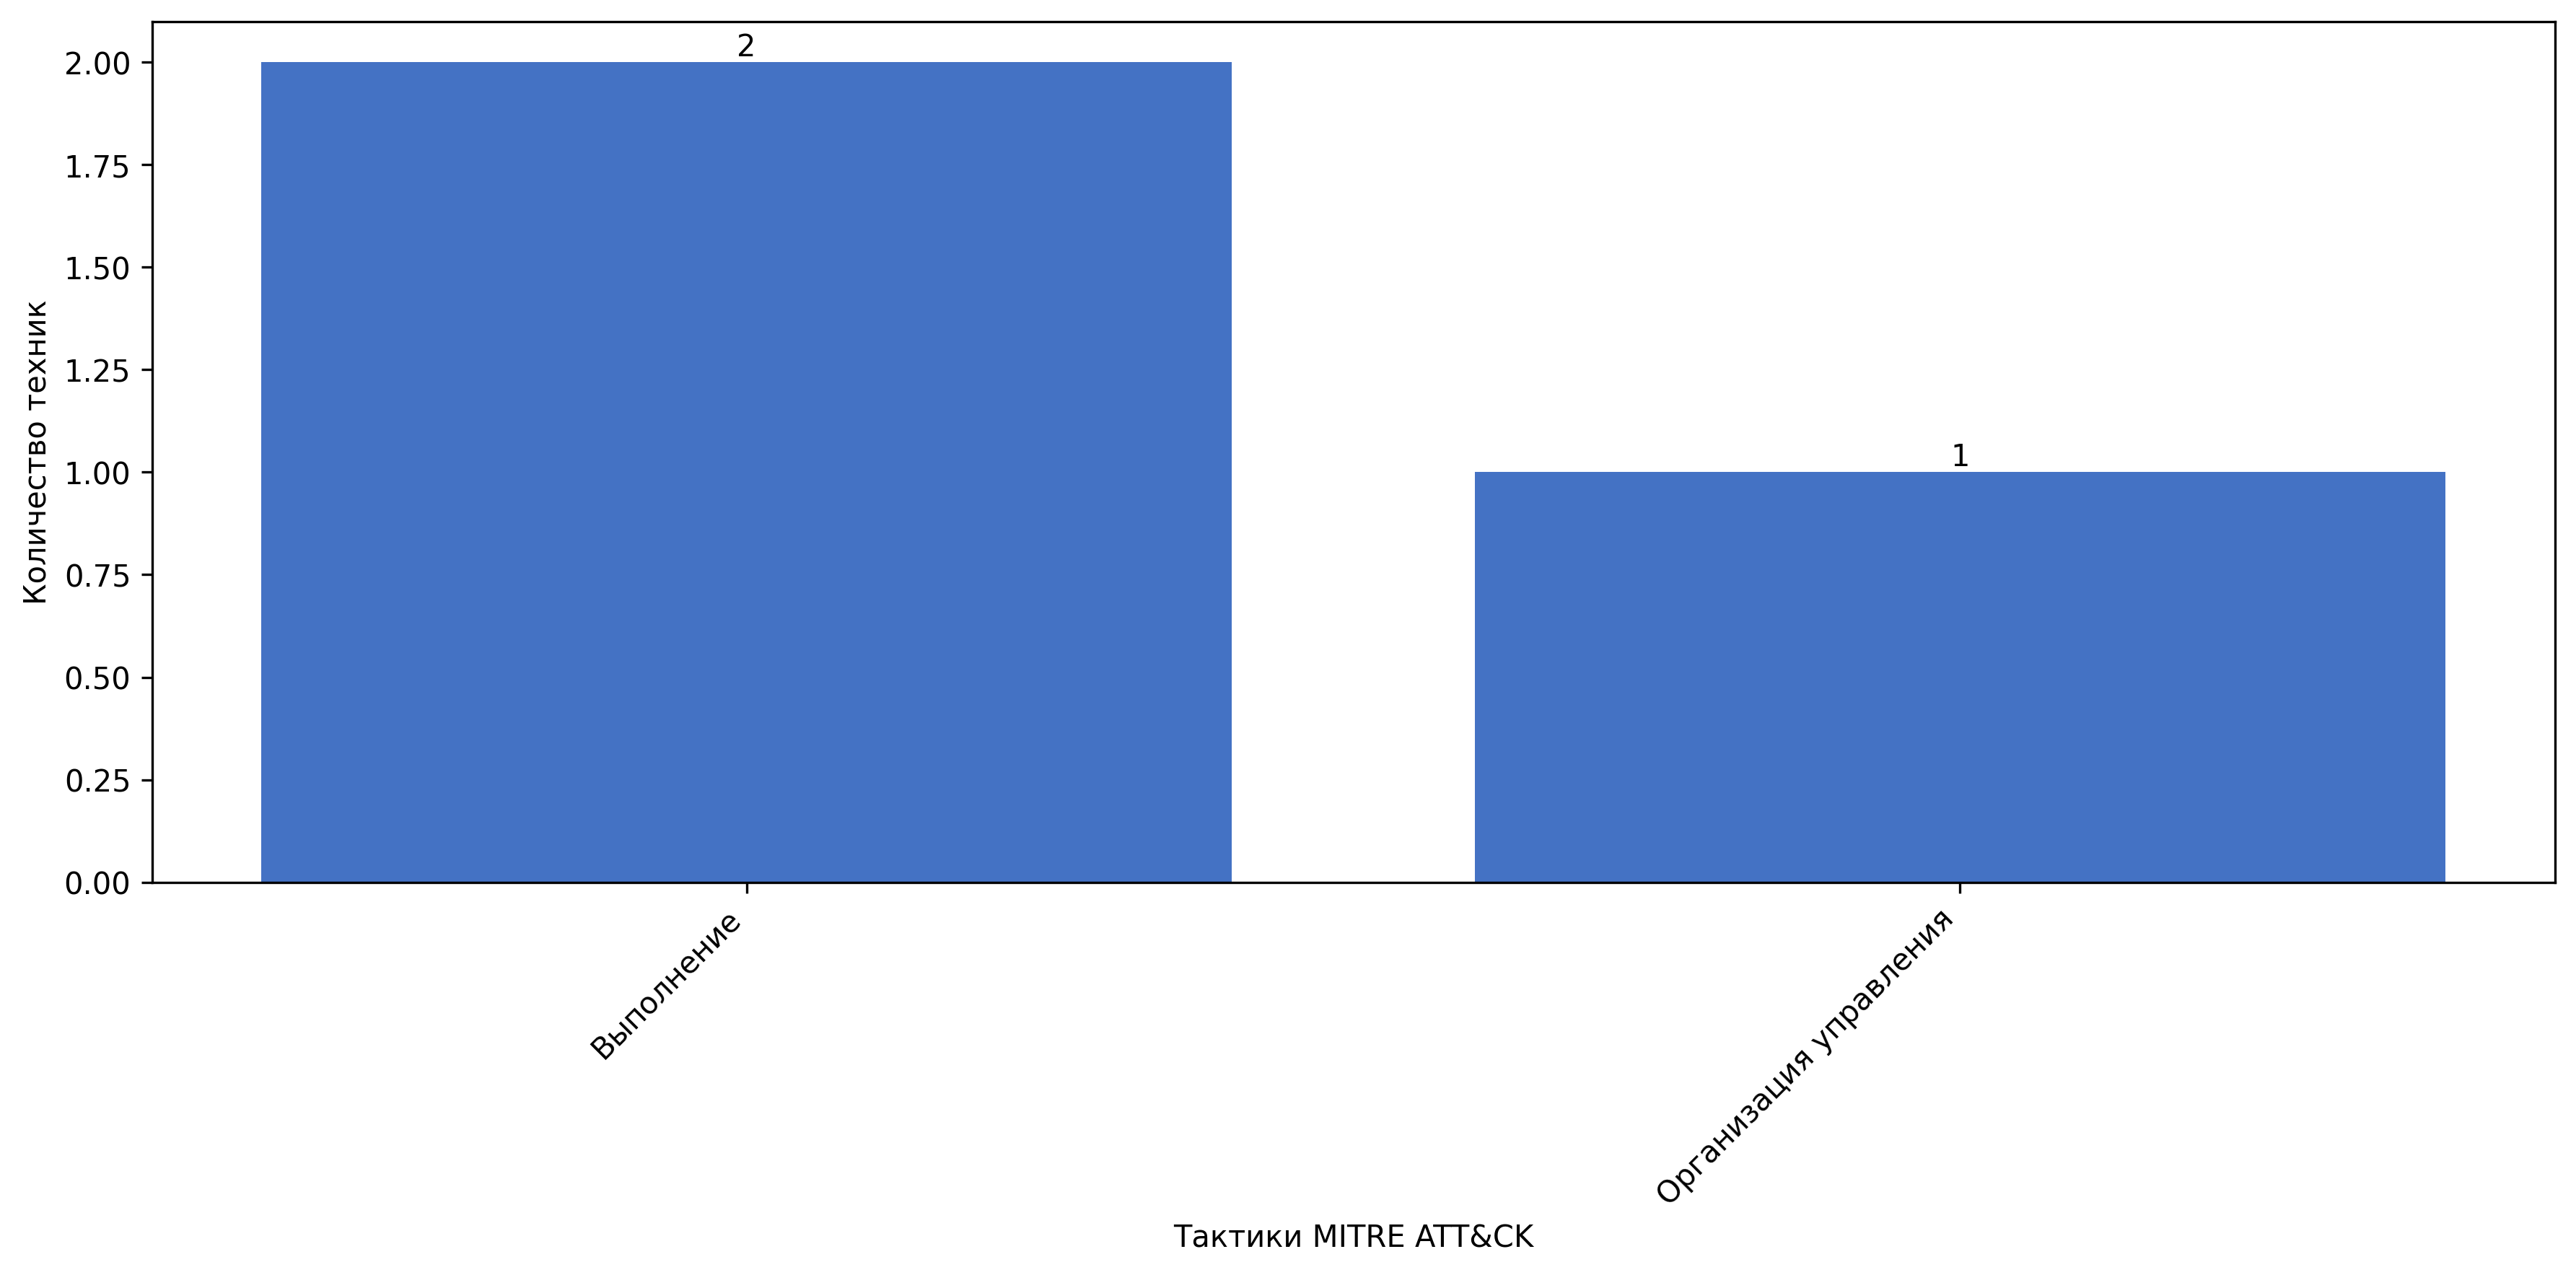 2
1
2.00
1.75
1.50
1.25
1.00
0.75
0.50
0.25
0.00
Количество техник
Выполнение
Организация управления
Тактики MITRE ATT&CK